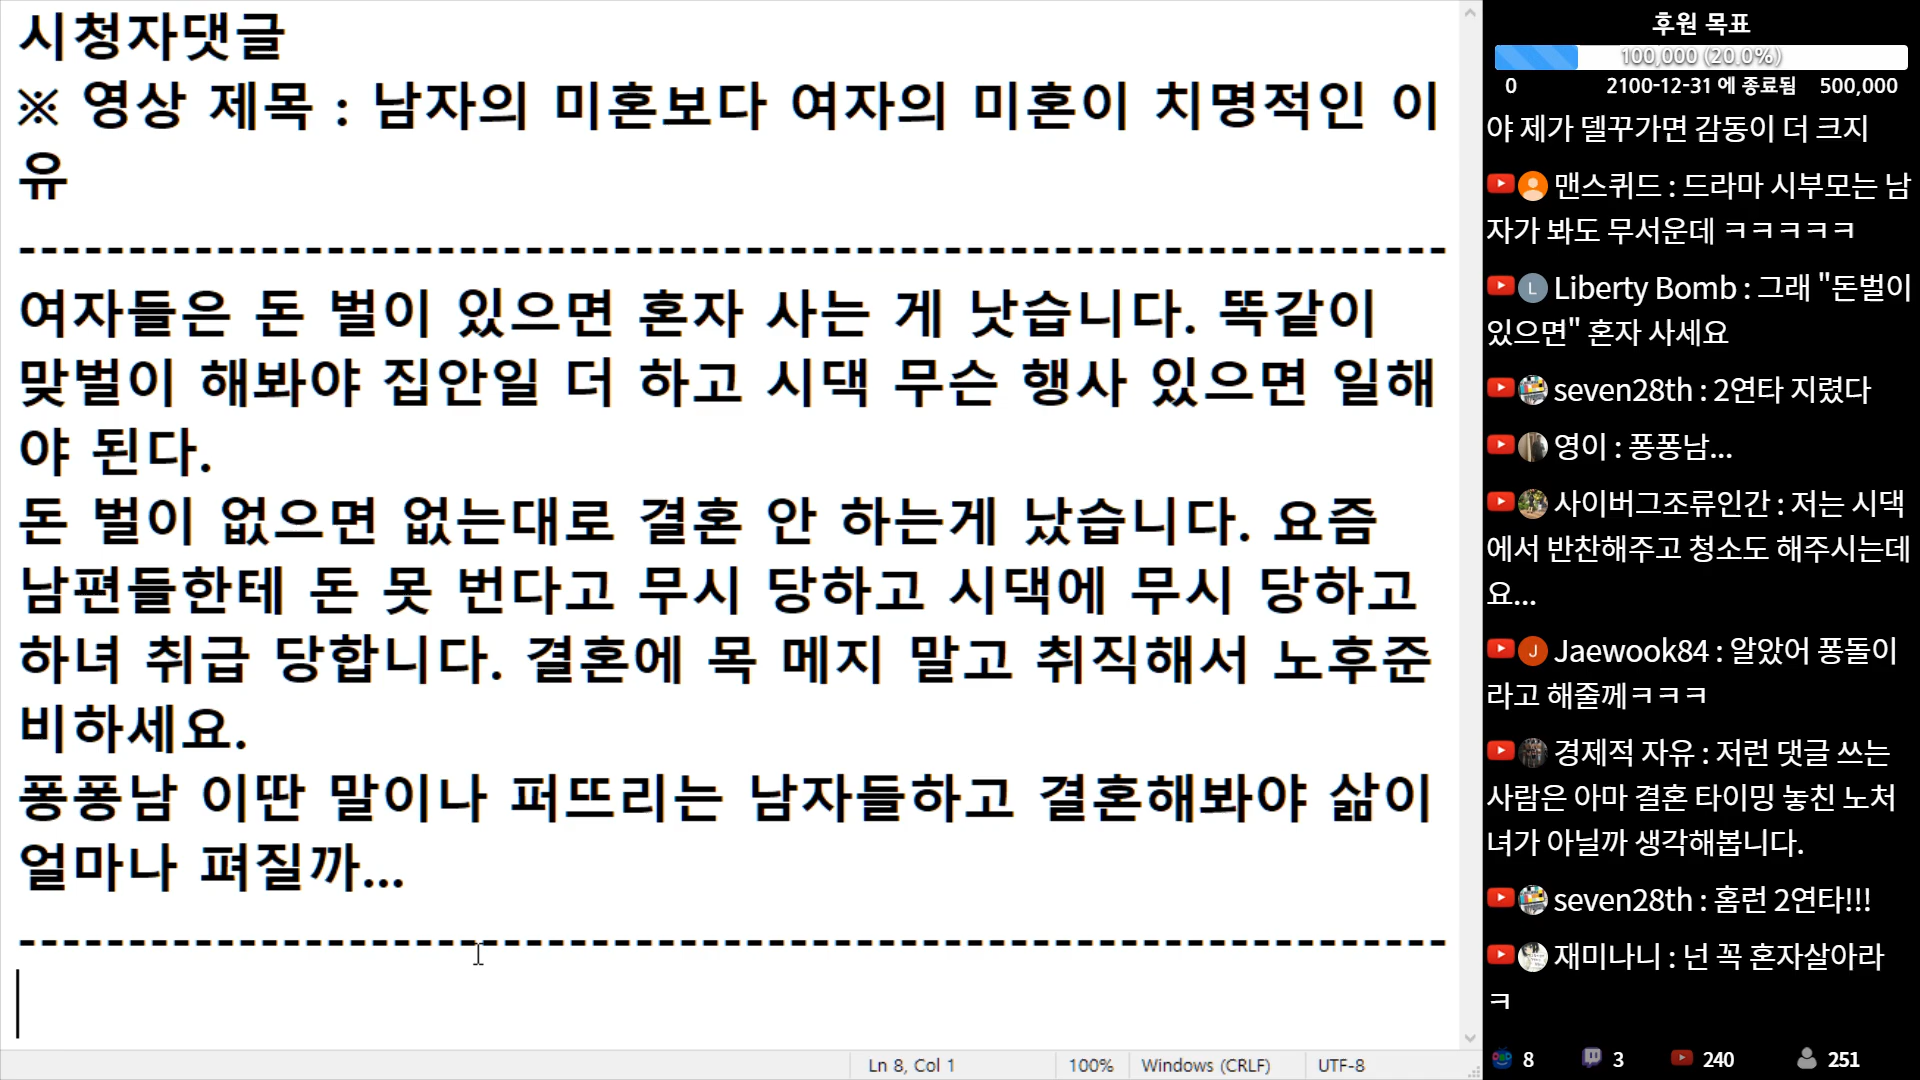 시청자댓글
※ 영상 제목 : 남자의 미혼보다 여자의 미혼이 치명적인 이
유
--------------------------------------------------------------------------------
여자들은 돈 벌이 있으면 혼자 사는 게 낫습니다. 똑같이
맞벌이 해봐야 집안일 더 하고 시댁 무슨 행사 있으면 일해
야 된다.
돈 벌이 없으면 없는대로 결혼 안 하는게 났습니다. 요즘
남편들한테 돈 못 번다고 무시 당하고 시댁에 무시 당하고
하녀 취급 당합니다. 결혼에 목 메지 말고 취직해서 노후준
비하세요.
퐁퐁남 이딴 말이나 퍼뜨리는 남자들하고 결혼해봐야 삶이
얼마나 펴질까...
--------------------------------------------------------------------------------
Ln 8, Col 1
100%
Windows (CRLF)
UTF-8
후원 목표
100,000 (20.0%)
0 2100-12-31 에 종료됨 500,000
야 제가 델꾸가면 감동이 더 크지
맨스퀴드 : 드라마 시부모는 남
자가 봐도 무서운데 ㅋㅋㅋㅋㅋ
L Liberty Bomb : 그래 "돈벌이
있으면" 혼자 사세요
seven28th : 2연타 지렸다
영이 : 퐁퐁남...
사이버그조류인간 : 저는 시댁
에서 반찬해주고 청소도 해주시는데
요...
J Jaewook84 : 알았어 퐁돌이
라고 해줄께ㅋㅋㅋ
경제적 자유 : 저런 댓글 쓰는
사람은 아마 결혼 타이밍 놓친 노처
녀가 아닐까 생각해봅니다.
seven28th : 홈런 2연타!!!
재미나니 : 넌 꼭 혼자살아라
ㅋ
8 3 240 251